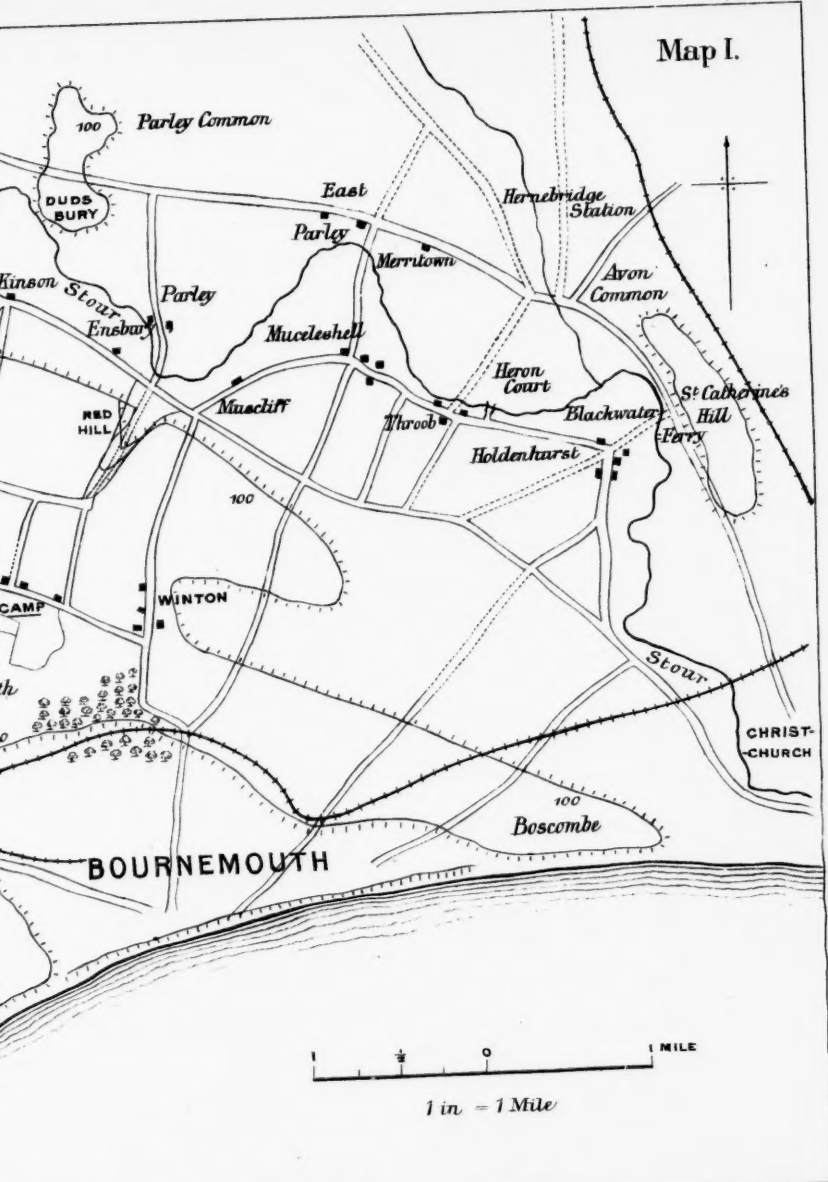 Map I.
100
Parley Common
DUDS
BURY
East
Parley
Merritown
Hernebridge
Station
Avon
Common
Kinson
Stour
Parley
Ensbury
Muccleshell
Heron
Court
St Catherine's
Hill
RED
HILL
Muscliff
Throob
Blackwater
Ferry
Holdenhurst
100
WINTON
CAMP
Stour
CHRIST-
-CHURCH
100
Boscombe
BOURNEMOUTH
1 ½ 0 1 MILE
1 in = 1 Mile